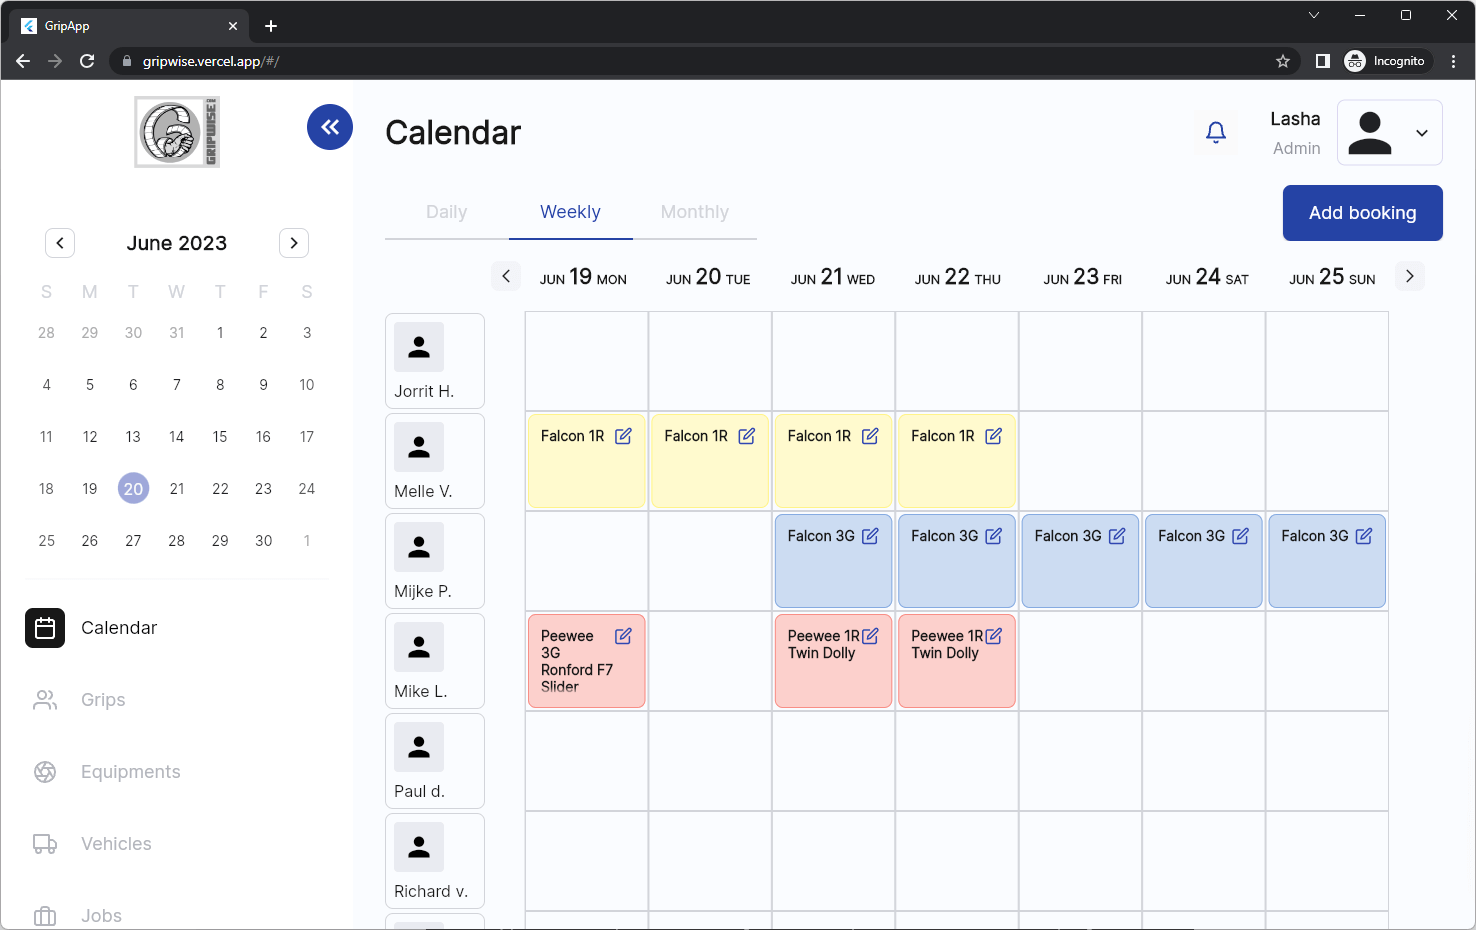 GripApp
gripwise.vercel.app/#/
Incognito
GRIPWISE
Calendar
Lasha
Admin
Daily
Weekly
Monthly
Add booking
June 2023
S M T W T F S
28 29 30 31 1 2 3
4 5 6 7 8 9 10
11 12 13 14 15 16 17
18 19 20 21 22 23 24
25 26 27 28 29 30 1
Calendar
Grips
Equipments
Vehicles
Jobs
JUN 19 MON
JUN 20 TUE
JUN 21 WED
JUN 22 THU
JUN 23 FRI
JUN 24 SAT
JUN 25 SUN
Jorrit H.
Melle V.
Falcon 1R
Falcon 1R
Falcon 1R
Falcon 1R
Mijke P.
Falcon 3G
Falcon 3G
Falcon 3G
Falcon 3G
Falcon 3G
Mike L.
Peewee
3G
Ronford F7
Slider
Peewee 1R
Twin Dolly
Peewee 1R
Twin Dolly
Paul d.
Richard v.